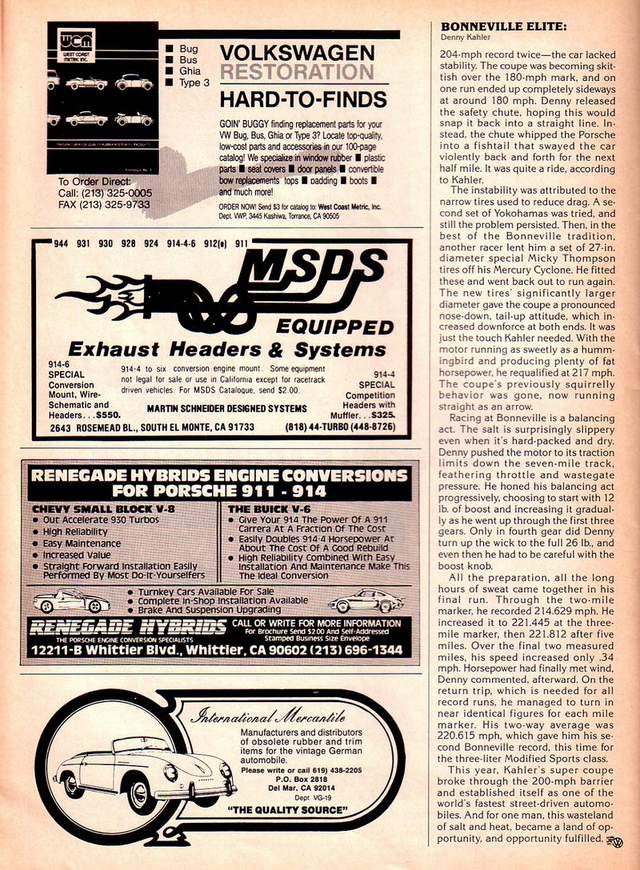 WCM
WEST COAST
METRIC INC.
Bug
Bus
Ghia
Type 3
To Order Direct:
Call: (213) 325-0005
FAX (213) 325-9733
VOLKSWAGEN
RESTORATION
HARD-TO-FINDS
GOIN' BUGGY finding replacement parts for your
VW Bug, Bus, Ghia or Type 3? Locate top-quality,
low-cost parts and accessories in our 100-page
catalog! We specialize in window rubber ■ plastic
parts ■ seat covers ■ door panels ■ convertible
bow replacements tops ■ padding ■ boots ■
and much more!
ORDER NOW! Send $3 for catalog to: West Coast Metric, Inc.
Dept. VWP, 3445 Kashiwa, Torrance, CA 90505
944 931 930 928 924 914-4-6 912(e) 911
MSDS
EQUIPPED
Exhaust Headers & Systems
914-6
SPECIAL
Conversion
Mount, Wire-
Schematic and
Headers...$550.
914-4 to six conversion engine mount. Some equipment
not legal for sale or use in California except for racetrack
driven vehicles. For MSDS Catalogue, send $2.00.
MARTIN SCHNEIDER DESIGNED SYSTEMS
914-4
SPECIAL
Competition
Headers with
Muffler...$325.
2643 ROSEMEAD BL., SOUTH EL MONTE, CA 91733 (818) 44-TURBO (448-8726)
RENEGADE HYBRIDS ENGINE CONVERSIONS
FOR PORSCHE 911 - 914
CHEVY SMALL BLOCK V-8
● Out Accelerate 930 Turbos
● High Reliability
● Easy Maintenance
● Increased Value
● Straight Forward Installation Easily
Performed By Most Do-It-Yourselfers
THE BUICK V-6
● Give Your 914 The Power Of A 911
Carrera At A Fraction Of The Cost
● Easily Doubles 914-4 Horsepower At
About The Cost Of A Good Rebuild
● High Reliability Combined With Easy
Installation And Maintenance Make This
The Ideal Conversion
● Turnkey Cars Available For Sale
● Complete In-Shop Installation Available
● Brake And Suspension Upgrading
RENEGADE HYBRIDS
THE PORSCHE ENGINE CONVERSION SPECIALISTS
CALL OR WRITE FOR MORE INFORMATION
For Brochure Send $2.00 And Self-Addressed
Stamped Business Size Envelope
12211-B Whittier Blvd., Whittier, CA 90602 (213) 696-1344
International Mercantile
Manufacturers and distributors
of obsolete rubber and trim
items for the vintage German
automobile.
Please write or call 619) 438-2205
P.O. Box 2818
Del Mar, CA 92014
Dept VG-19
"THE QUALITY SOURCE"
BONNEVILLE ELITE:
Denny Kahler
204-mph record twice—the car lacked
stability. The coupe was becoming skit-
tish over the 180-mph mark, and on
one run ended up completely sideways
at around 180 mph. Denny released
the safety chute, hoping this would
snap it back into a straight line. In-
stead, the chute whipped the Porsche
into a fishtail that swayed the car
violently back and forth for the next
half mile. It was quite a ride, according
to Kahler.
The instability was attributed to the
narrow tires used to reduce drag. A se-
cond set of Yokohamas was tried, and
still the problem persisted. Then, in the
best of the Bonneville tradition,
another racer lent him a set of 27-in.
diameter special Micky Thompson
tires off his Mercury Cyclone. He fitted
these and went back out to run again.
The new tires' significantly larger
diameter gave the coupe a pronounced
nose-down, tail-up attitude, which in-
creased downforce at both ends. It was
just the touch Kahler needed. With the
motor running as sweetly as a humm-
ingbird and producing plenty of fat
horsepower, he requalified at 217 mph.
The coupe's previously squirrelly
behavior was gone, now running
straight as an arrow.
Racing at Bonneville is a balancing
act. The salt is surprisingly slippery
even when it's hard-packed and dry.
Denny pushed the motor to its traction
limits down the seven-mile track,
feathering throttle and wastegate
pressure. He honed his balancing act
progressively, choosing to start with 12
lb. of boost and increasing it gradual-
ly as he went up through the first three
gears. Only in fourth gear did Denny
turn up the wick to the full 26 lb, and
even then he had to be careful with the
boost knob.
All the preparation, all the long
hours of sweat came together in his
final run. Through the two-mile
marker, he recorded 214.629 mph. He
increased it to 221.445 at the three-
mile marker, then 221.812 after five
miles. Over the final two measured
miles, his speed increased only .34
mph. Horsepower had finally met wind,
Denny commented, afterward. On the
return trip, which is needed for all
record runs, he managed to turn in
near identical figures for each mile
marker. His two-way average was
220.615 mph, which gave him his se-
cond Bonneville record, this time for
the three-liter Modified Sports class.
This year, Kahler's super coupe
broke through the 200-mph barrier
and established itself as one of the
world's fastest street-driven automo-
biles. And for one man, this wasteland
of salt and heat, became a land of op-
portunity, and opportunity fulfilled.